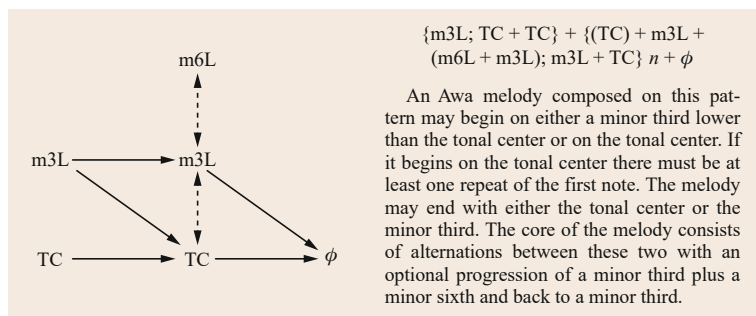 m6L
m3L m3L
TC TC ϕ
{m3L; TC + TC} + {(TC) + m3L +
(m6L + m3L); m3L + TC} n + ϕ
An Awa melody composed on this pat-
tern may begin on either a minor third lower
than the tonal center or on the tonal center. If
it begins on the tonal center there must be at
least one repeat of the first note. The melody
may end with either the tonal center or the
minor third. The core of the melody consists
of alternations between these two with an
optional progression of a minor third plus a
minor sixth and back to a minor third.